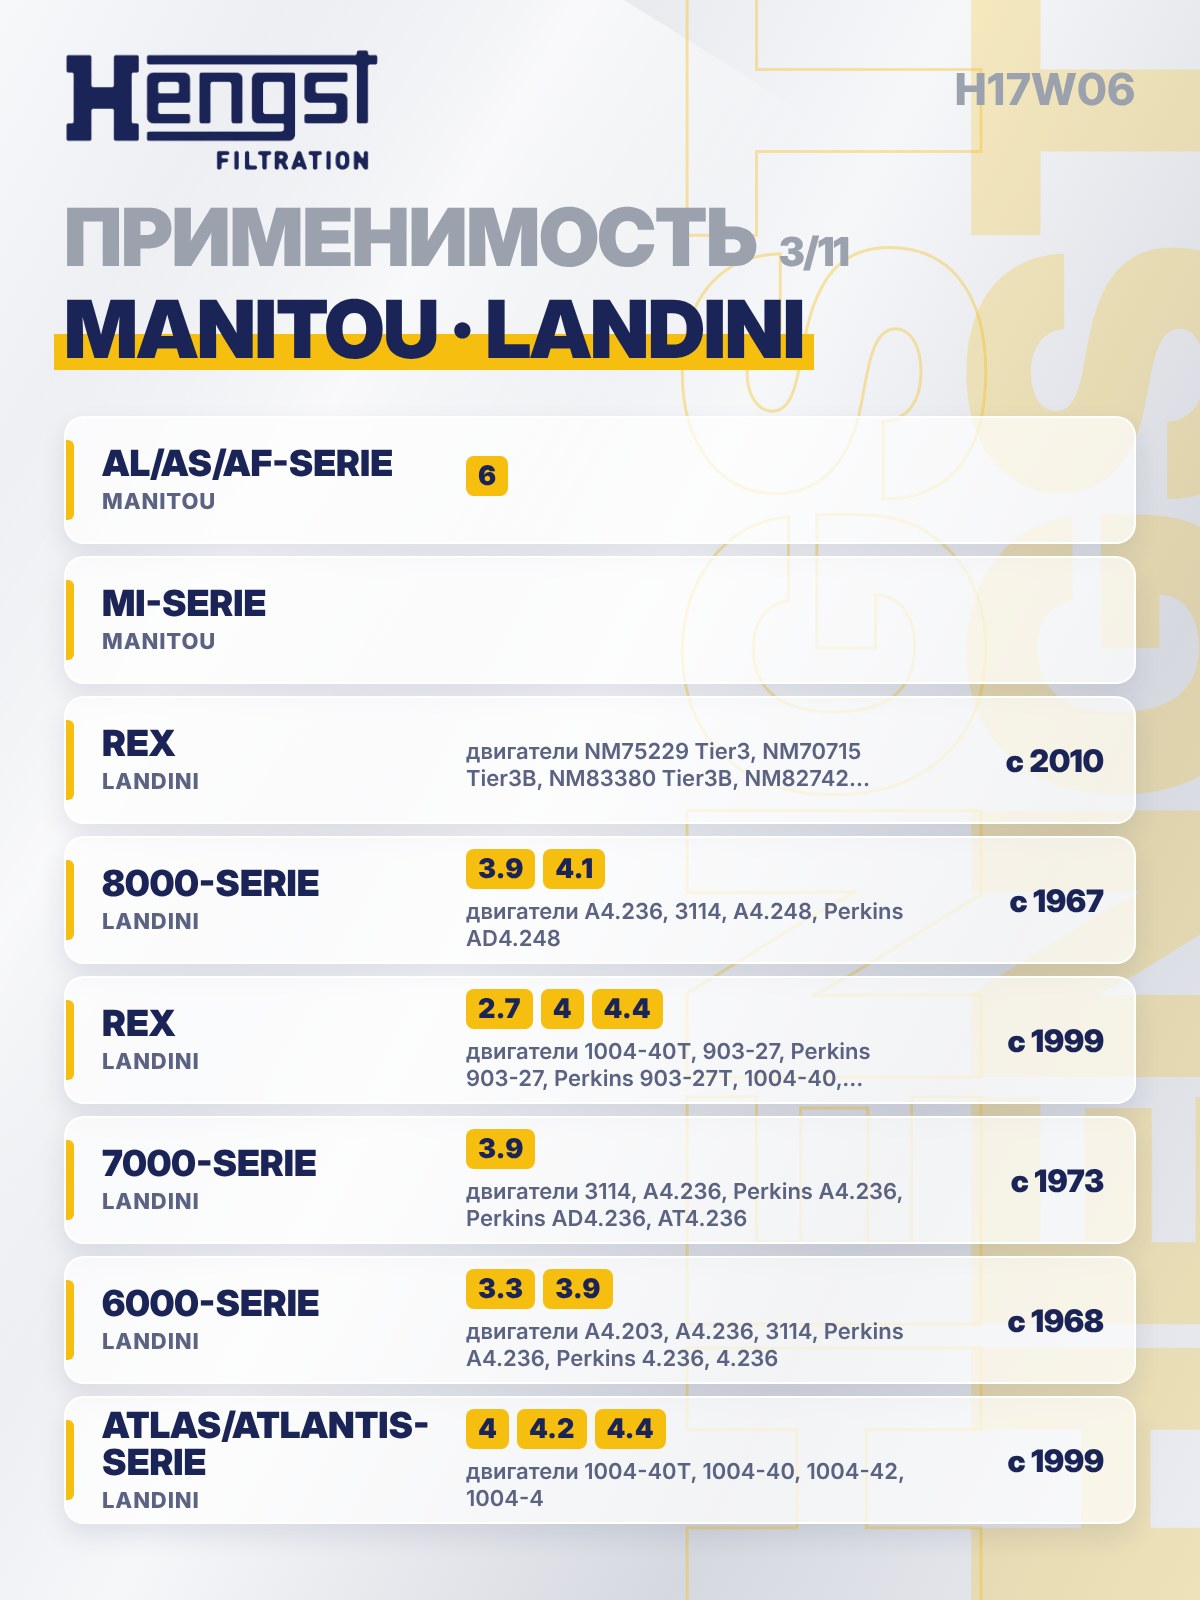 Hengst
FILTRATION
H17W06
ПРИМЕНИМОСТЬ 3/11
MANITOU · LANDINI
AL/AS/AF-SERIE
MANITOU
6
MI-SERIE
MANITOU
REX
LANDINI
двигатели NM75229 Tier3, NM70715
Tier3B, NM83380 Tier3B, NM82742...
с 2010
8000-SERIE
LANDINI
3.9 4.1
двигатели A4.236, 3114, A4.248, Perkins
AD4.248
с 1967
REX
LANDINI
2.7 4 4.4
двигатели 1004-40T, 903-27, Perkins
903-27, Perkins 903-27T, 1004-40,...
с 1999
7000-SERIE
LANDINI
3.9
двигатели 3114, A4.236, Perkins A4.236,
Perkins AD4.236, AT4.236
с 1973
6000-SERIE
LANDINI
3.3 3.9
двигатели A4.203, A4.236, 3114, Perkins
A4.236, Perkins 4.236, 4.236
с 1968
ATLAS/ATLANTIS-
SERIE
LANDINI
4 4.2 4.4
двигатели 1004-40T, 1004-40, 1004-42,
1004-4
с 1999
HENGST
HENGST